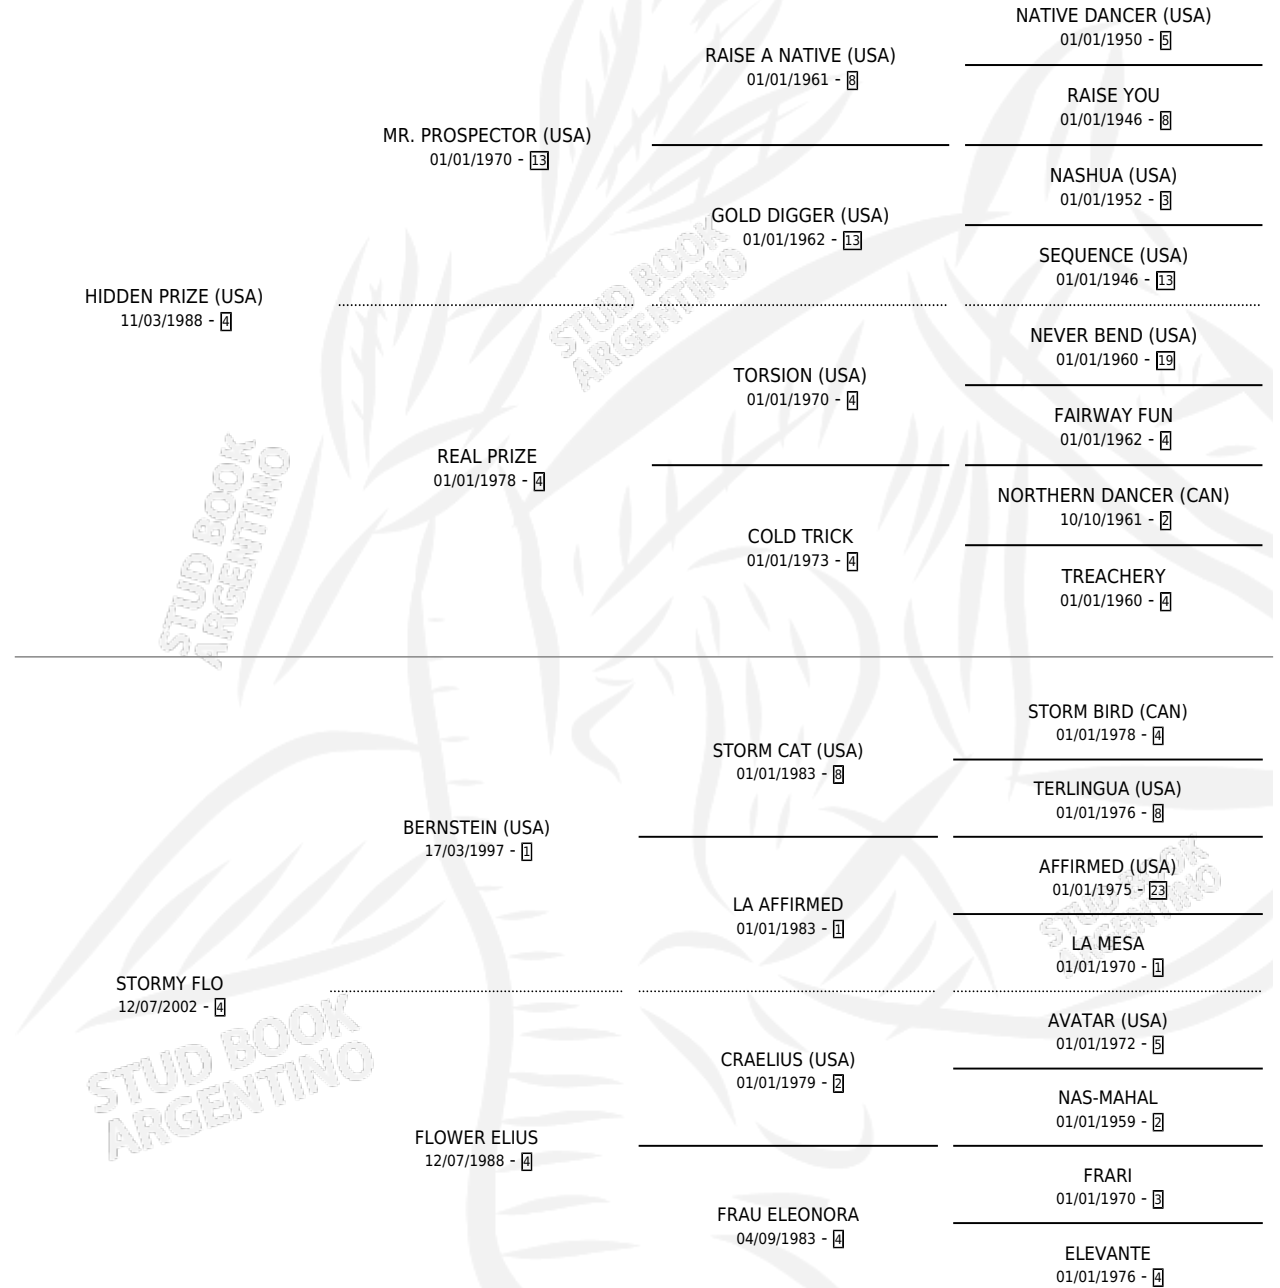 NATIVE DANCER (USA)
01/01/1950 - 5
RAISE A NATIVE (USA)
01/01/1961 - 8
RAISE YOU
01/01/1946 - 8
MR. PROSPECTOR (USA)
01/01/1970 - 13
NASHUA (USA)
01/01/1952 - 3
GOLD DIGGER (USA)
01/01/1962 - 13
SEQUENCE (USA)
01/01/1946 - 13
HIDDEN PRIZE (USA)
11/03/1988 - 4
STUD BOOK
ARGENTINO
NEVER BEND (USA)
01/01/1960 - 19
TORSION (USA)
01/01/1970 - 4
FAIRWAY FUN
01/01/1962 - 4
REAL PRIZE
01/01/1978 - 4
NORTHERN DANCER (CAN)
10/10/1961 - 2
COLD TRICK
01/01/1973 - 4
TREACHERY
01/01/1960 - 4
STUD BOOK
ARGENTINO
STORM BIRD (CAN)
01/01/1978 - 4
STORM CAT (USA)
01/01/1983 - 8
TERLINGUA (USA)
01/01/1976 - 8
BERNSTEIN (USA)
17/03/1997 - 1
AFFIRMED (USA)
01/01/1975 - 23
LA AFFIRMED
01/01/1983 - 1
LA MESA
01/01/1970 - 1
STUD BOOK
ARGENTINO
STORMY FLO
12/07/2002 - 4
AVATAR (USA)
01/01/1972 - 5
CRAELIUS (USA)
01/01/1979 - 2
NAS-MAHAL
01/01/1959 - 2
STUD BOOK
ARGENTINO
FLOWER ELIUS
12/07/1988 - 4
FRARI
01/01/1970 - 3
FRAU ELEONORA
04/09/1983 - 4
ELEVANTE
01/01/1976 - 4